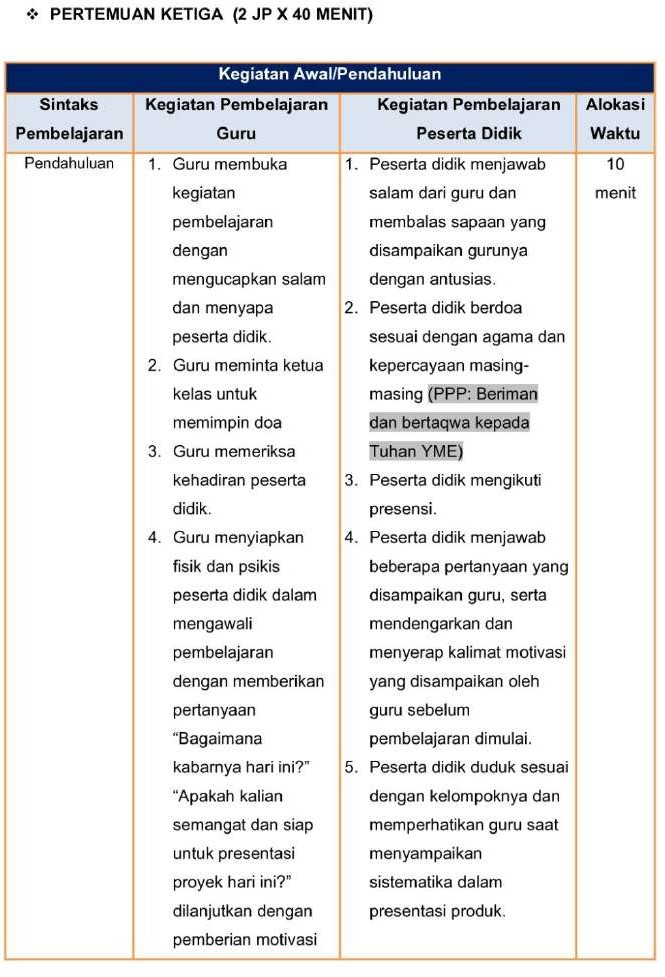 ❖ PERTEMUAN KETIGA (2 JP X 40 MENIT)
Kegiatan Awal/Pendahuluan
Sintaks
Pembelajaran
Kegiatan Pembelajaran
Guru
Kegiatan Pembelajaran
Peserta Didik
Alokasi
Waktu
Pendahuluan
1. Guru membuka
kegiatan
pembelajaran
dengan
mengucapkan salam
dan menyapa
peserta didik.
2. Guru meminta ketua
kelas untuk
memimpin doa
3. Guru memeriksa
kehadiran peserta
didik.
4. Guru menyiapkan
fisik dan psikis
peserta didik dalam
mengawali
pembelajaran
dengan memberikan
pertanyaan
“Bagaimana
kabarnya hari ini?”
“Apakah kalian
semangat dan siap
untuk presentasi
proyek hari ini?”
dilanjutkan dengan
pemberian motivasi
1. Peserta didik menjawab
salam dari guru dan
membalas sapaan yang
disampaikan gurunya
dengan antusias.
2. Peserta didik berdoa
sesuai dengan agama dan
kepercayaan masing-
masing (PPP: Beriman
dan bertaqwa kepada
Tuhan YME)
3. Peserta didik mengikuti
presensi.
4. Peserta didik menjawab
beberapa pertanyaan yang
disampaikan guru, serta
mendengarkan dan
menyerap kalimat motivasi
yang disampaikan oleh
guru sebelum
pembelajaran dimulai.
5. Peserta didik duduk sesuai
dengan kelompoknya dan
memperhatikan guru saat
menyampaikan
sistematika dalam
presentasi produk.
10
menit